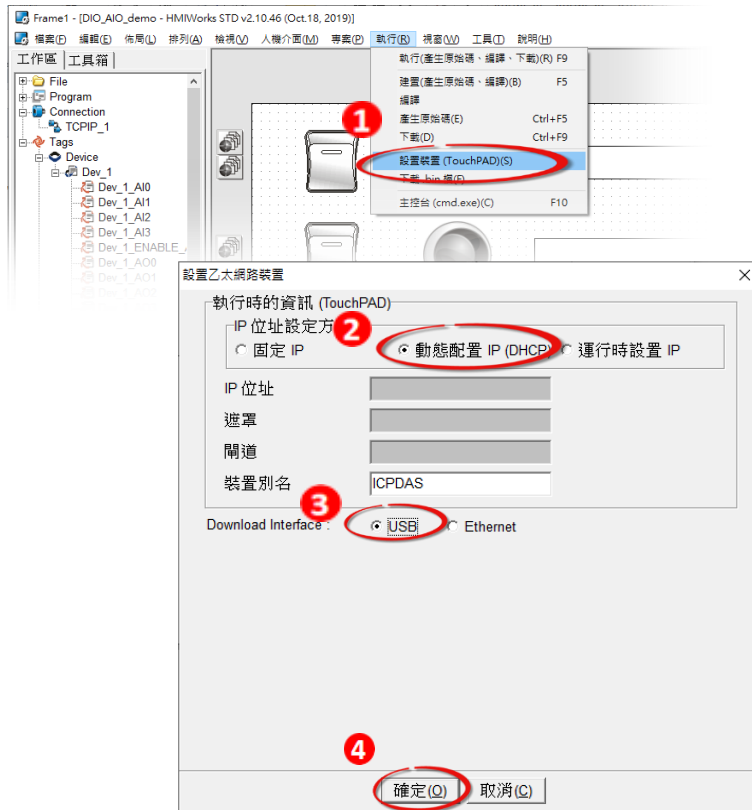 Frame1 - [DIO_AIO_demo - HMIWorks STD v2.10.46 (Oct.18, 2019)]
檔案(F) 編輯(E) 佈局(L) 排列(A) 檢視(V) 人機介面(M) 專案(P) 執行(R) 視窗(W) 工具(T) 說明(H)
工作區 工具箱
File
Program
Connection
TCPIP_1
Tags
Device
Dev_1
Dev_1_AI0
Dev_1_AI1
Dev_1_AI2
Dev_1_AI3
Dev_1_ENABLE_
Dev_1_AO0
Dev_1_AO1
Dev_1_AO2
執行(產生原始碼、編譯、下載)(R) F9
建置(產生原始碼、編譯)(B) F5
編譯
1
產生原始碼(E) Ctrl+F5
下載(D) Ctrl+F9
設置裝置 (TouchPAD)(S)
下載 .bin 檔(F)
主控台 (cmd.exe)(C) F10
設置乙太網路裝置
執行時的資訊 (TouchPAD)
IP 位址設定方
2
固定 IP 動態配置 IP (DHCP) 運行時設置 IP
IP 位址
遮罩
閘道
裝置別名 ICPDAS
3
Download Interface : USB Ethernet
4
確定(O) 取消(C)